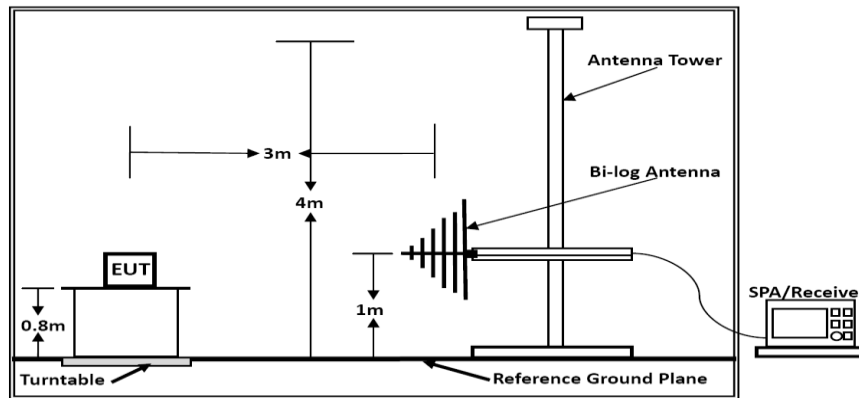 Antenna Tower
3m
Bi-log Antenna
4m
EUT
SPA/Receive
0.8m
1m
Turntable
Reference Ground Plane